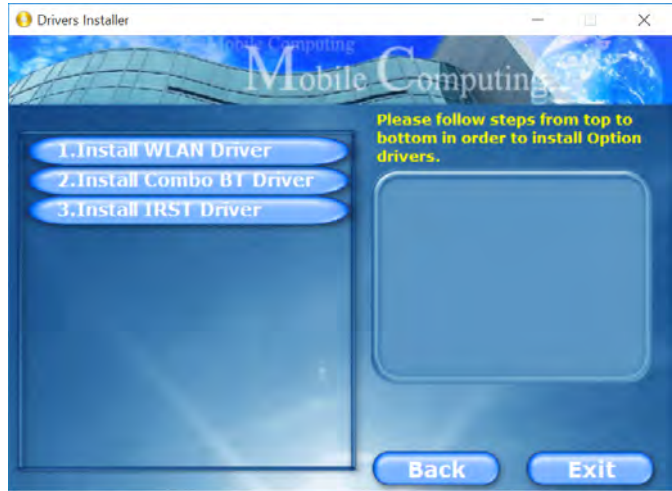 Drivers Installer
Mobile Computing
Mobile Computing
Please follow steps from top to
bottom in order to install Option
drivers.
1.Install WLAN Driver
2.Install Combo BT Driver
3.Install IRST Driver
Back
Exit